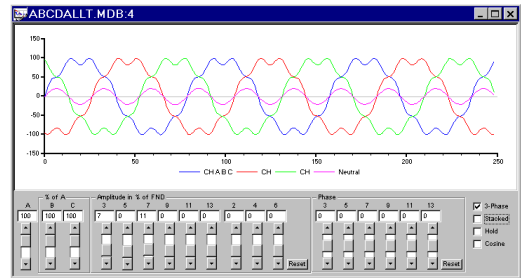 ABCDALLT.MDB:4
150
100
50
0
-50
-100
-150
0 50 100 150 200 250
CH A B C CH CH Neutral
% of A Amplitude in % of FND Phase
A B C 3 5 7 9 11 13 2 4 6 3 5 7 9 11 13
100 100 100 7 0 11 0 0 0 0 0 0 0 0 0 0 0 0
3-Phase
Stacked
Hold
Cosine
Reset Reset